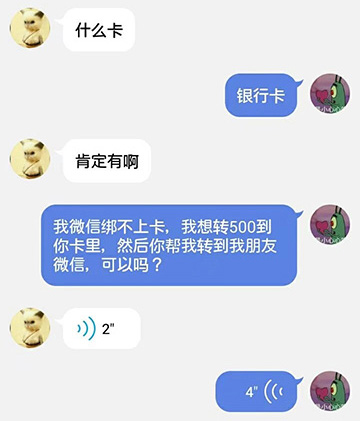 什么卡
银行卡
肯定有啊
我微信绑不上卡，我想转500到
你卡里，然后你帮我转到我朋友
微信，可以吗？
2"
4"